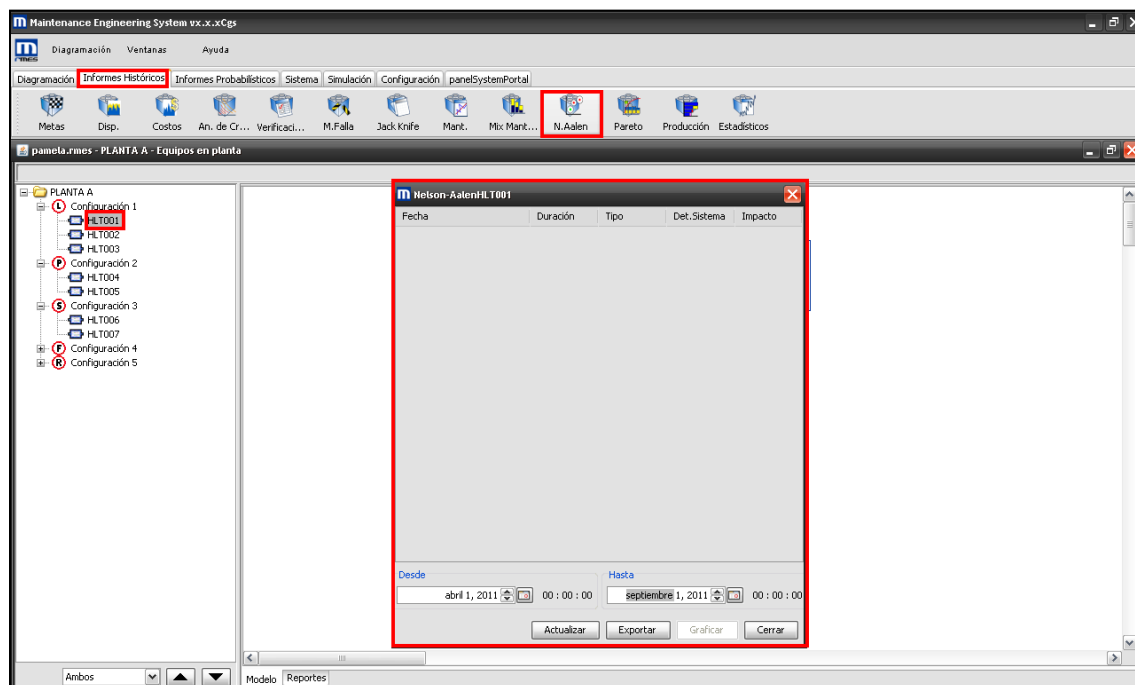 Maintenance Engineering System vx.x.xCgs
rmes Diagramación Ventanas Ayuda
Diagramación Informes Históricos Informes Probabilísticos Sistema Simulación Configuración panelSystemPortal
Metas Disp. Costos An. de Cr... Verificaci... M.Falla Jack Knife Mant. Mix Mant... N.Aalen Pareto Producción Estadísticos
pamela.rmes - PLANTA A - Equipos en planta
PLANTA A
L Configuración 1
HLT001
HLT002
HLT003
P Configuración 2
HLT004
HLT005
S Configuración 3
HLT006
HLT007
F Configuración 4
R Configuración 5
Nelson-AalenHLT001
Fecha Duración Tipo Det.Sistema Impacto
Desde Hasta
abril 1, 2011 00 : 00 : 00 septiembre 1, 2011 00 : 00 : 00
Actualizar Exportar Graficar Cerrar
Ambos Modelo Reportes